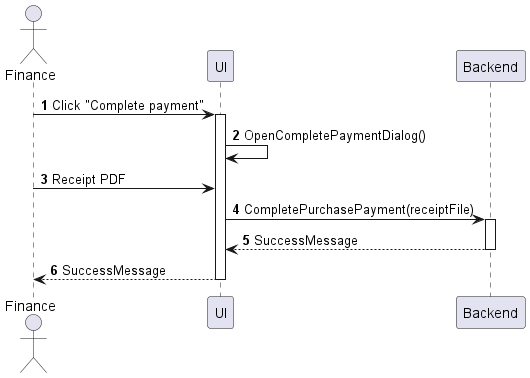 Finance
UI
Backend
1 Click "Complete payment"
2 OpenCompletePaymentDialog()
3 Receipt PDF
4 CompletePurchasePayment(receiptFile)
5 SuccessMessage
6 SuccessMessage
Finance
UI
Backend